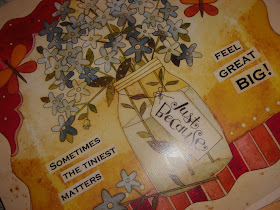 FEEL
GREAT
BIG!
Just
because
SOMETIMES
THE TINIEST
MATTERS